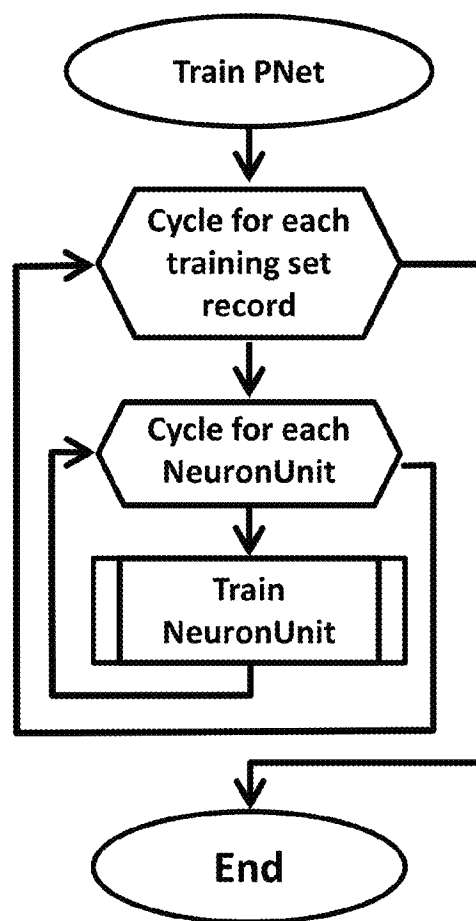 Train PNet
Cycle for each
training set
record
Cycle for each
NeuronUnit
Train
NeuronUnit
End